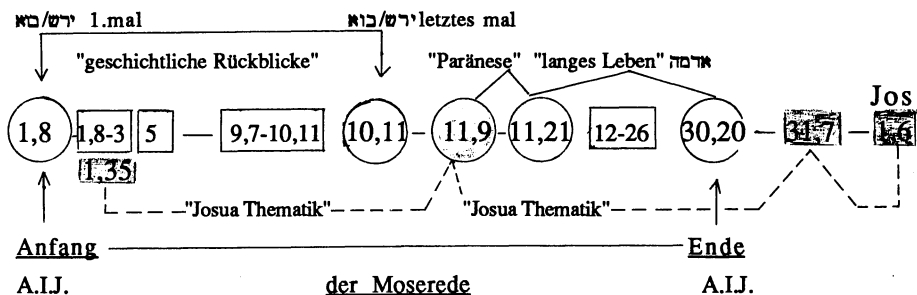 בוא/ירש 1.mal בוא/ירש letztes mal
"geschichtliche Rückblicke" "Paränese" "langes Leben" אדמה
Jos
1,8 1,8-3 5 9,7-10,11 10,11 11,9 11,21 12-26 30,20 31,7 1,6
1,35
"Josua Thematik" "Josua Thematik"
Anfang Ende
A.I.J. der Moserede A.I.J.